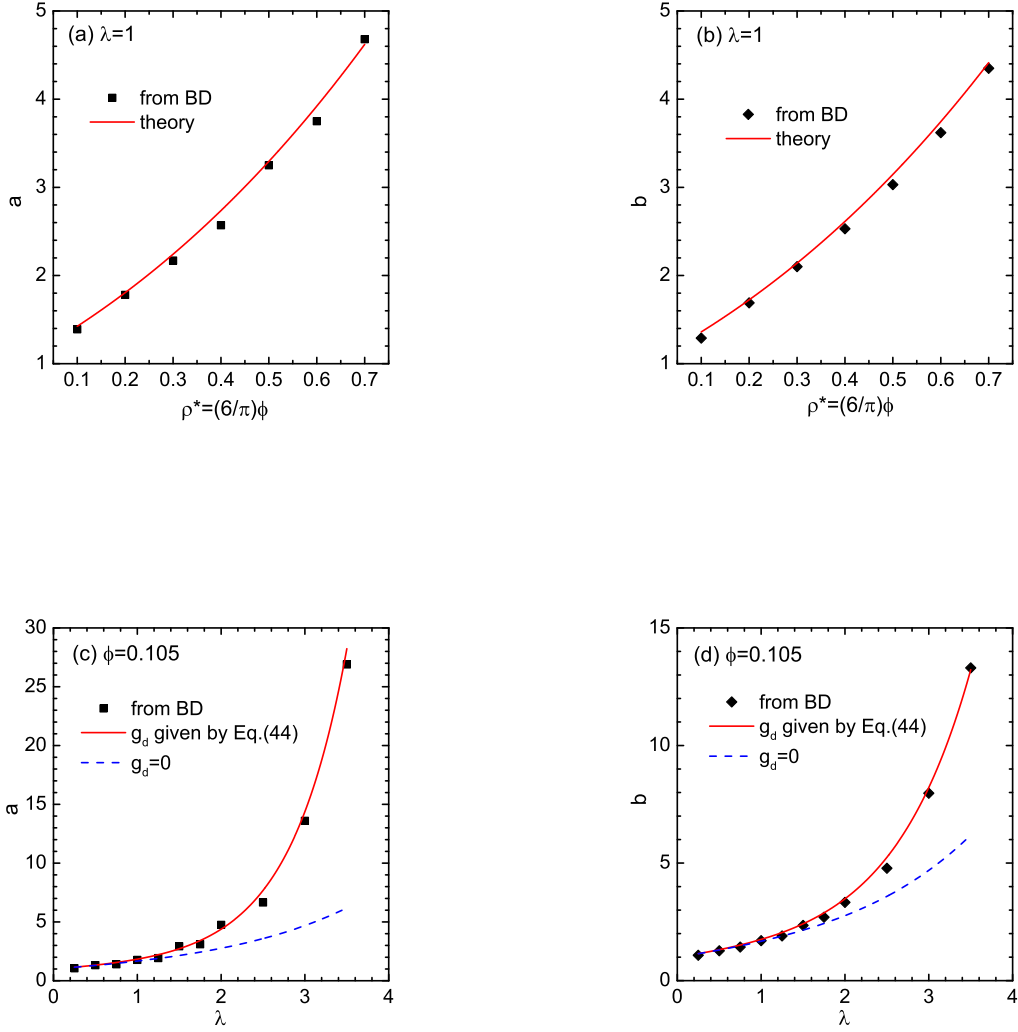 (a) λ=1
from BD
theory
a
5
4
3
2
1
0.1 0.2 0.3 0.4 0.5 0.6 0.7
ρ*=(6/π)ϕ
(b) λ=1
from BD
theory
b
5
4
3
2
1
0.1 0.2 0.3 0.4 0.5 0.6 0.7
ρ*=(6/π)ϕ
(c) ϕ=0.105
from BD
g_d given by Eq.(44)
g_d=0
a
30
25
20
15
10
5
0
0 1 2 3 4
λ
(d) ϕ=0.105
from BD
g_d given by Eq.(44)
g_d=0
b
15
10
5
0
0 1 2 3 4
λ